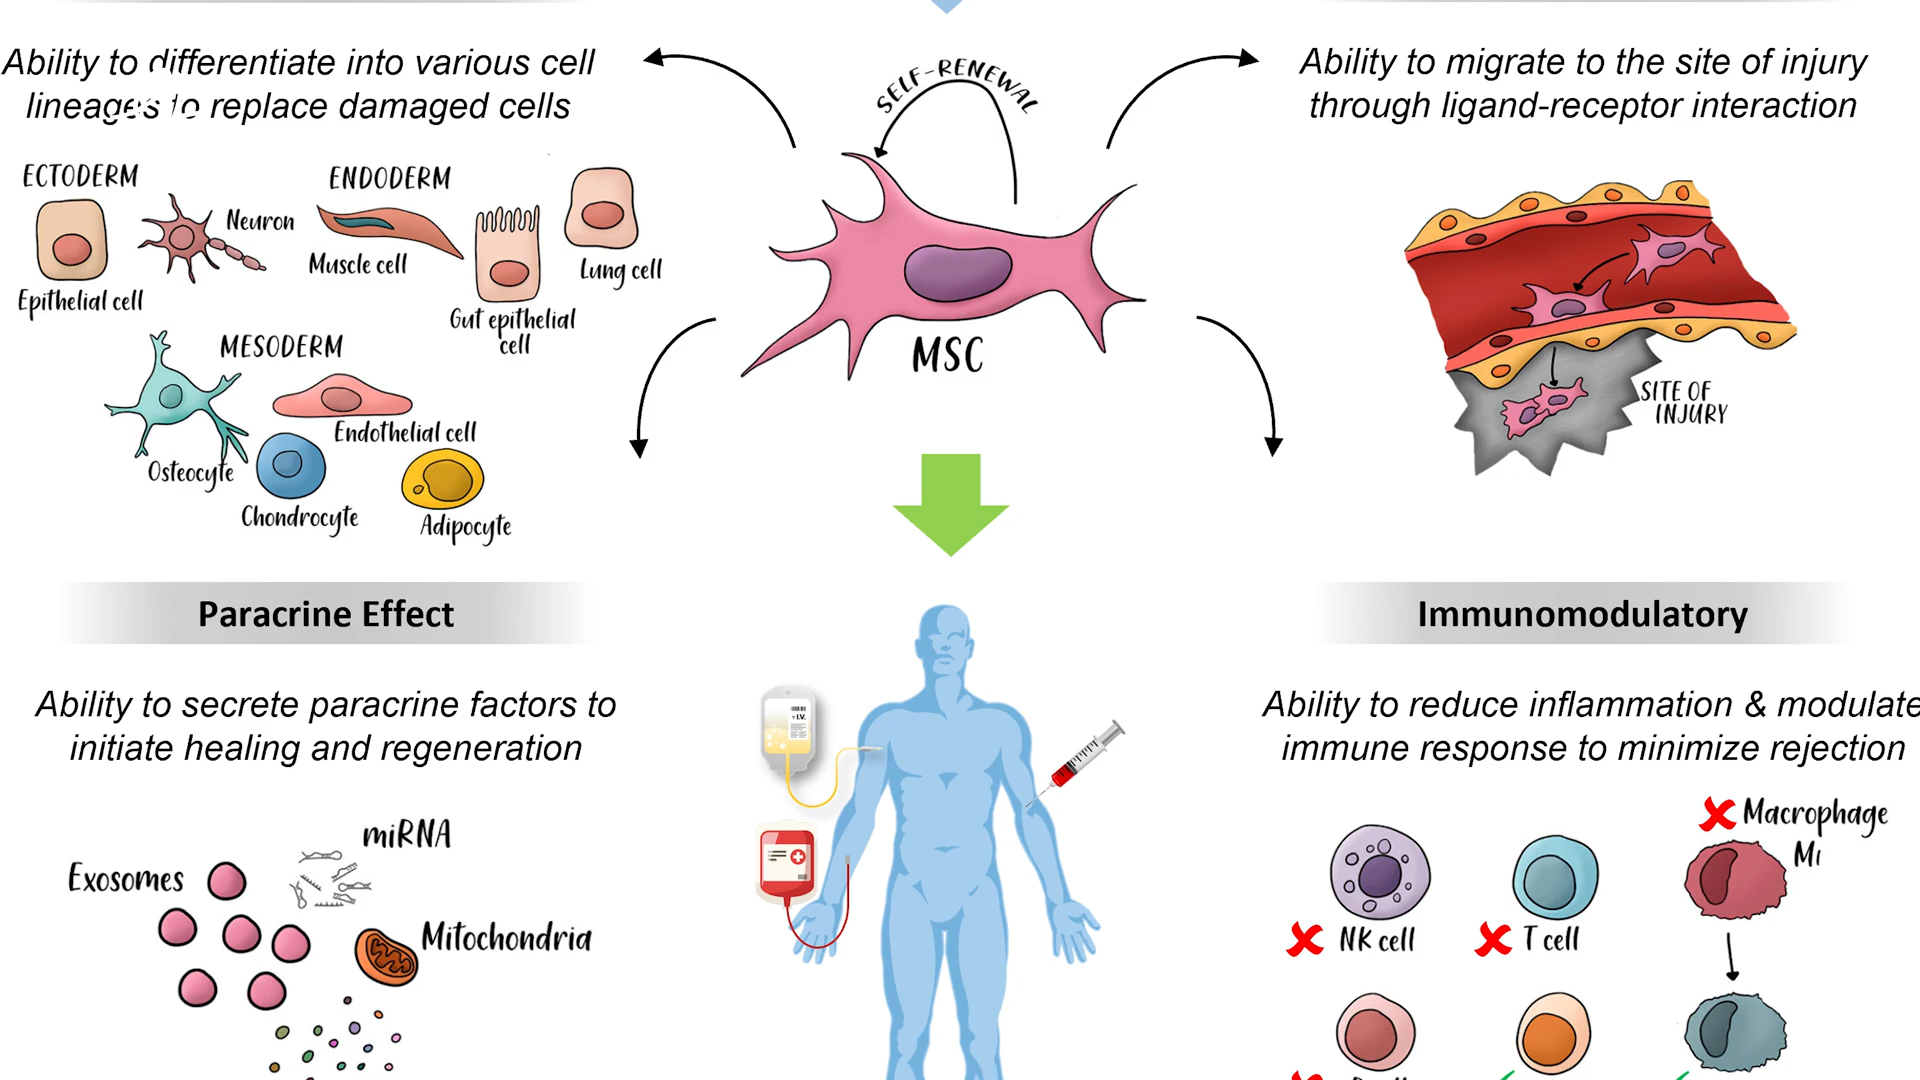 Ability to differentiate into various cell
lineages to replace damaged cells
ECTODERM
Epithelial cell
Neuron
ENDODERM
Muscle cell
Gut epithelial
cell
Lung cell
MESODERM
Osteocyte
Endothelial cell
Chondrocyte
Adipocyte
SELF-RENEWAL
MSC
Ability to migrate to the site of injury
through ligand-receptor interaction
SITE OF
INJURY
Paracrine Effect
Ability to secrete paracrine factors to
initiate healing and regeneration
Exosomes
miRNA
Mitochondria
I.V.
Immunomodulatory
Ability to reduce inflammation & modulate
immune response to minimize rejection
NK cell
T cell
Macrophage
M1